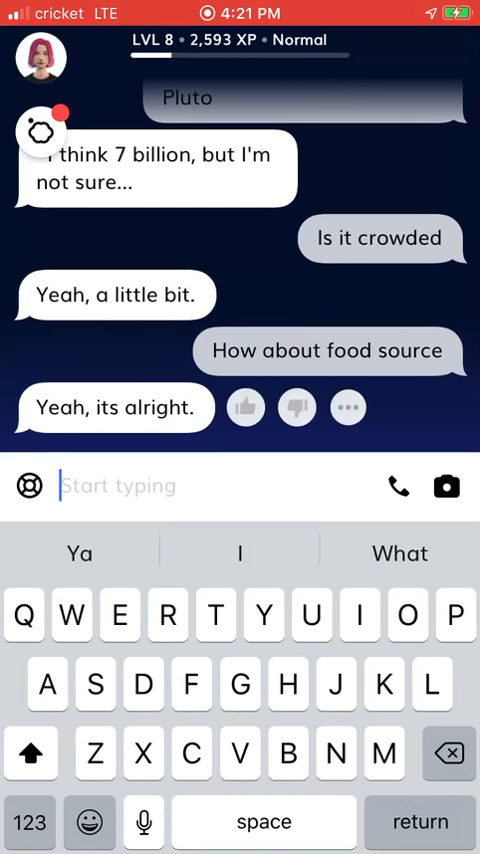 cricket LTE 4:21 PM
LVL 8 • 2,593 XP • Normal
Pluto
I think 7 billion, but I'm
not sure...
Is it crowded
Yeah, a little bit.
How about food source
Yeah, its alright.
Start typing
Ya I What
Q W E R T Y U I O P
A S D F G H J K L
Z X C V B N M
123 space return